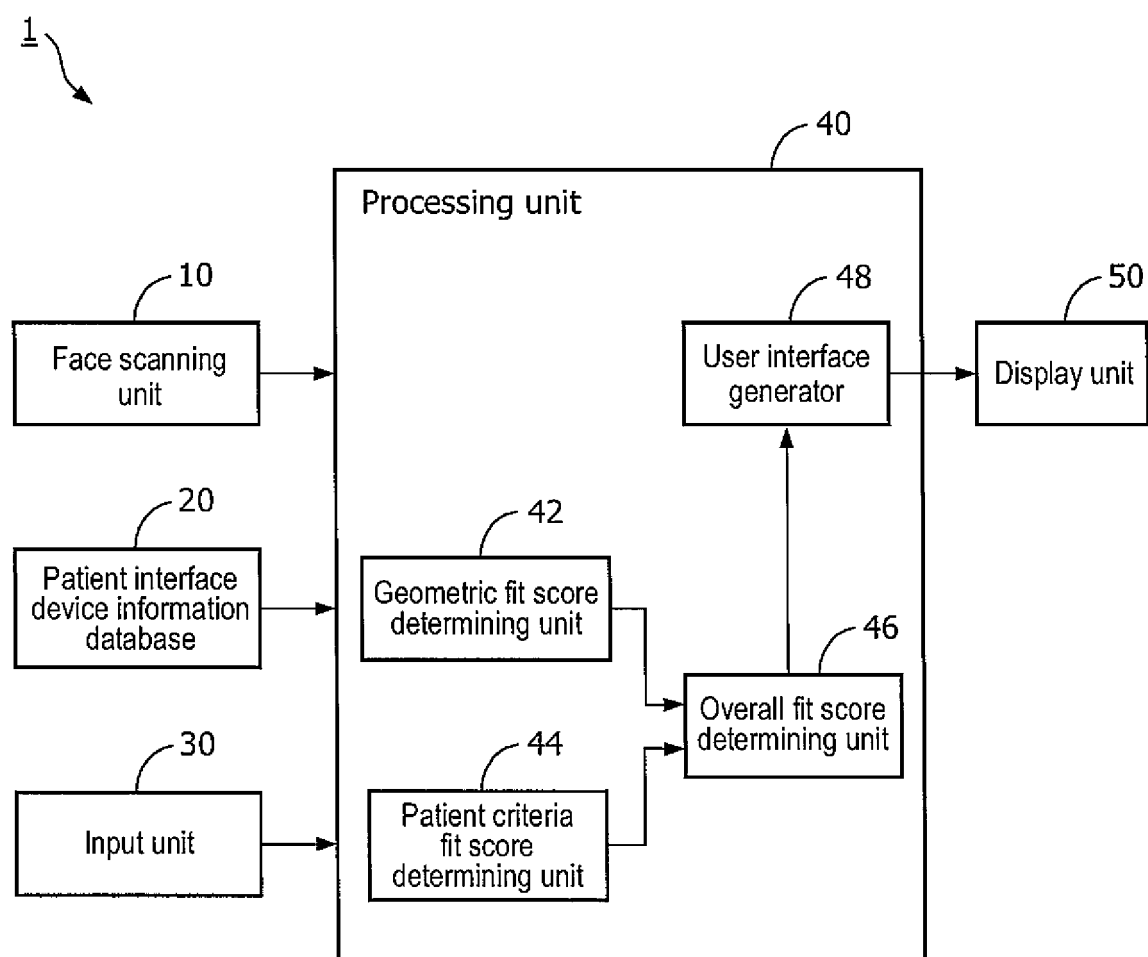 1
40
Processing unit
10
Face scanning
unit
48
User interface
generator
50
Display unit
20
Patient interface
device information
database
42
Geometric fit score
determining unit
46
Overall fit score
determining unit
30
Input unit
44
Patient criteria
fit score
determining unit